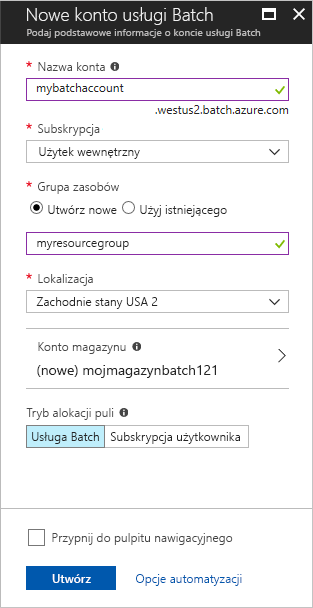 Nowe konto usługi Batch
Podaj podstawowe informacje o koncie usługi Batch
* Nazwa konta
mybatchaccount
.westus2.batch.azure.com
* Subskrypcja
Użytek wewnętrzny
* Grupa zasobów
Utwórz nowe Użyj istniejącego
myresourcegroup
* Lokalizacja
Zachodnie stany USA 2
Konto magazynu
(nowe) mojmagazynbatch121
Tryb alokacji puli
Usługa Batch Subskrypcja użytkownika
Przypnij do pulpitu nawigacyjnego
Utwórz Opcje automatyzacji